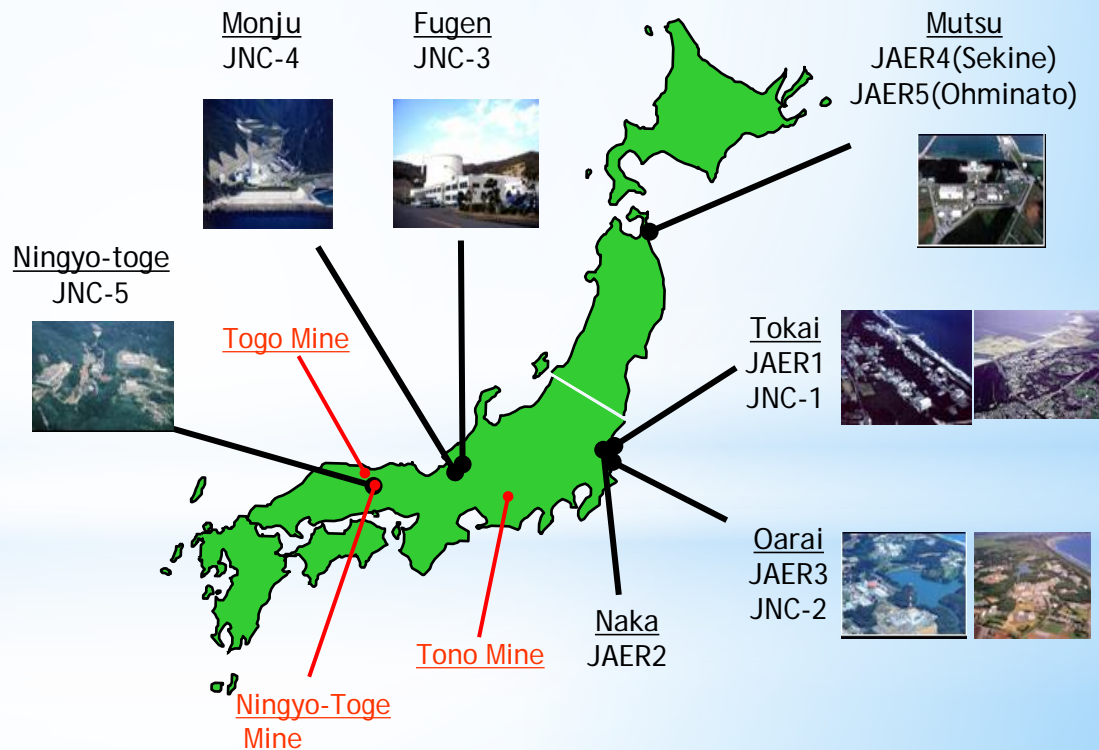 Monju
JNC-4
Fugen
JNC-3
Mutsu
JAER4(Sekine)
JAER5(Ohminato)
Ningyo-toge
JNC-5
Togo Mine
Tokai
JAER1
JNC-1
Oarai
JAER3
JNC-2
Naka
JAER2
Tono Mine
Ningyo-Toge
Mine